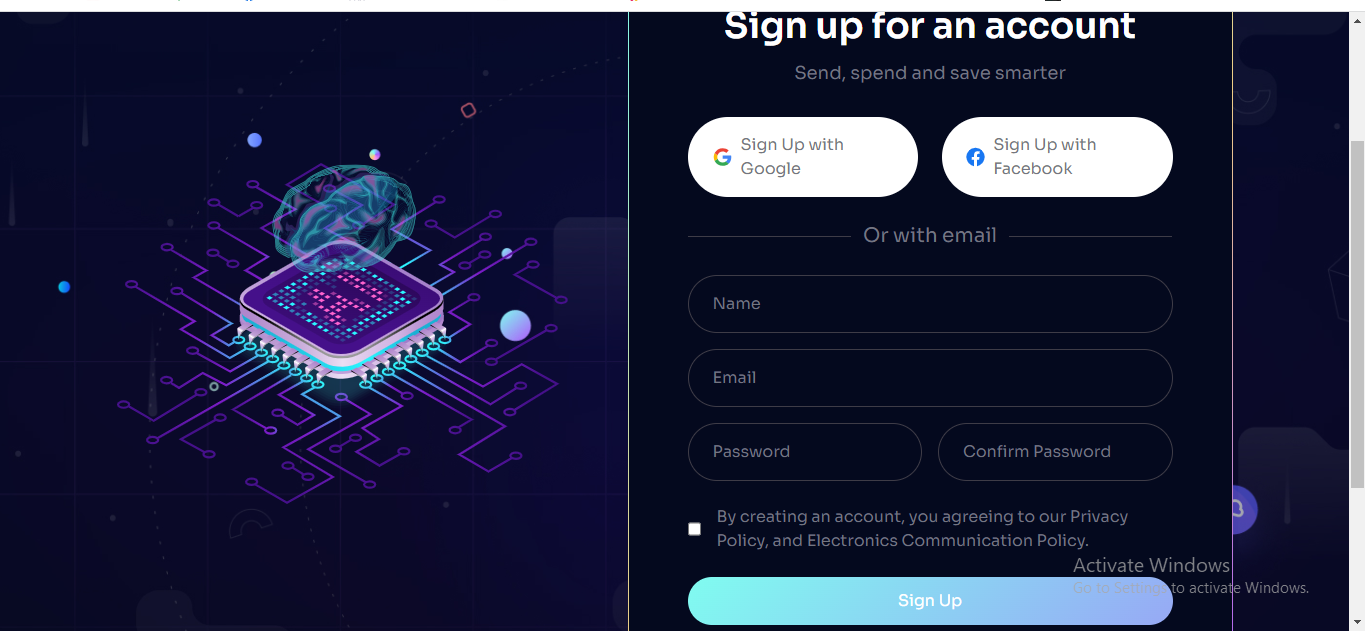 Sign up for an account
Send, spend and save smarter
Sign Up with
Google
Sign Up with
Facebook
Or with email
Name
Email
Password
Confirm Password
By creating an account, you agreeing to our Privacy
Policy, and Electronics Communication Policy.
Activate Windows
Go to Settings to activate Windows.
Sign Up